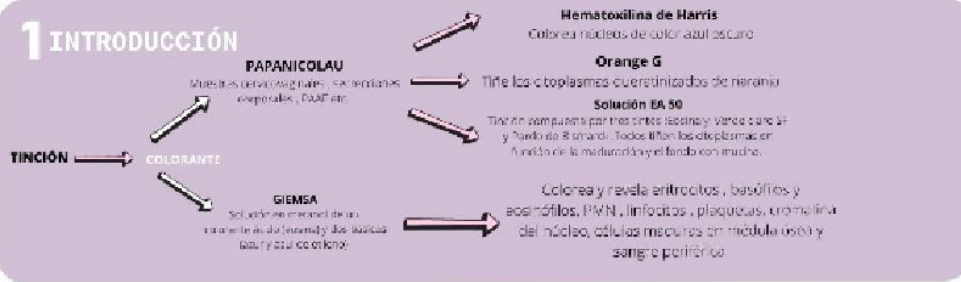 1 INTRODUCCIÓN
Hematoxilina de Harris
Colorea núcleos de color azul oscuro
PAPANICOLAU
Muestras cervicovaginales, secreciones
corporales, PAAF etc.
Orange G
Tiñe los citoplasmas queratinizados de naranja
Solución EA 50
Tinción compuesta por tres tintes (Eosina y, Verde claro SF
y Pardo de Bismarck). Todos tiñen los citoplasmas en
función de la maduración y el fondo con mucina.
TINCIÓN
COLORANTE
GIEMSA
Solución en metanol de un
colorante ácido (eosina) y dos básicas
(azur y azul de etileno)
Colorea y revela eritrocitos, basófilos y
eosinófilos, PMN, linfocitos, plaquetas, cromatina
del núcleo, células maduras en médula ósea y
sangre periférica